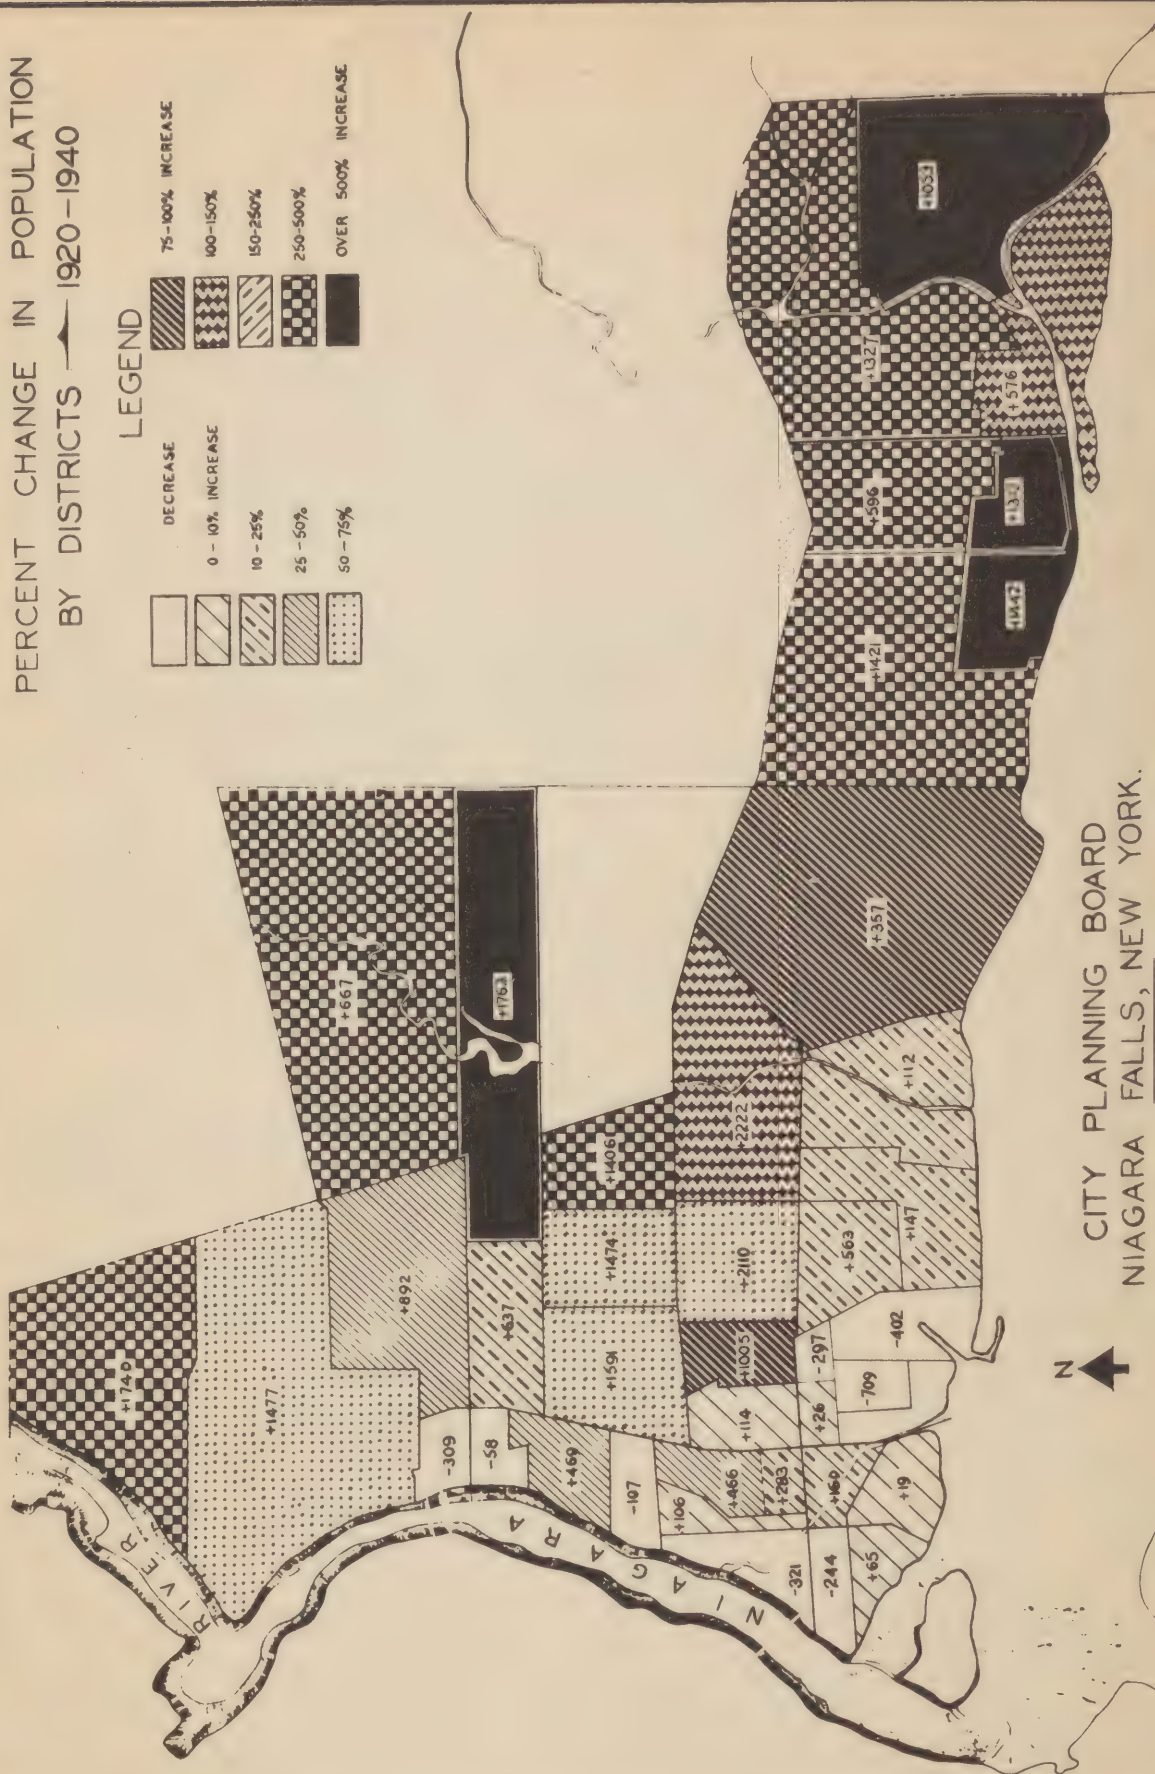 PERCENT CHANGE IN POPULATION
BY DISTRICTS 1920-1940
LEGEND
DECREASE
0 - 10% INCREASE
10 - 25%
25 - 50%
50 - 75%
75-100% INCREASE
100-150%
150-250%
250-500%
OVER 500% INCREASE
+1740
+1477
+892
+667
+1762
-309
-58
+637
+469
+1591
+1474
+1406
-107
+106
+466
+283
+160
+114
+1005
+2110
+2222
-321
-244
+65
+19
+26
-297
-709
-402
+563
+147
+112
+357
+1421
+596
+1327
+576
+1053
NIAGARA
RIVER
N
CITY PLANNING BOARD
NIAGARA FALLS, NEW YORK.